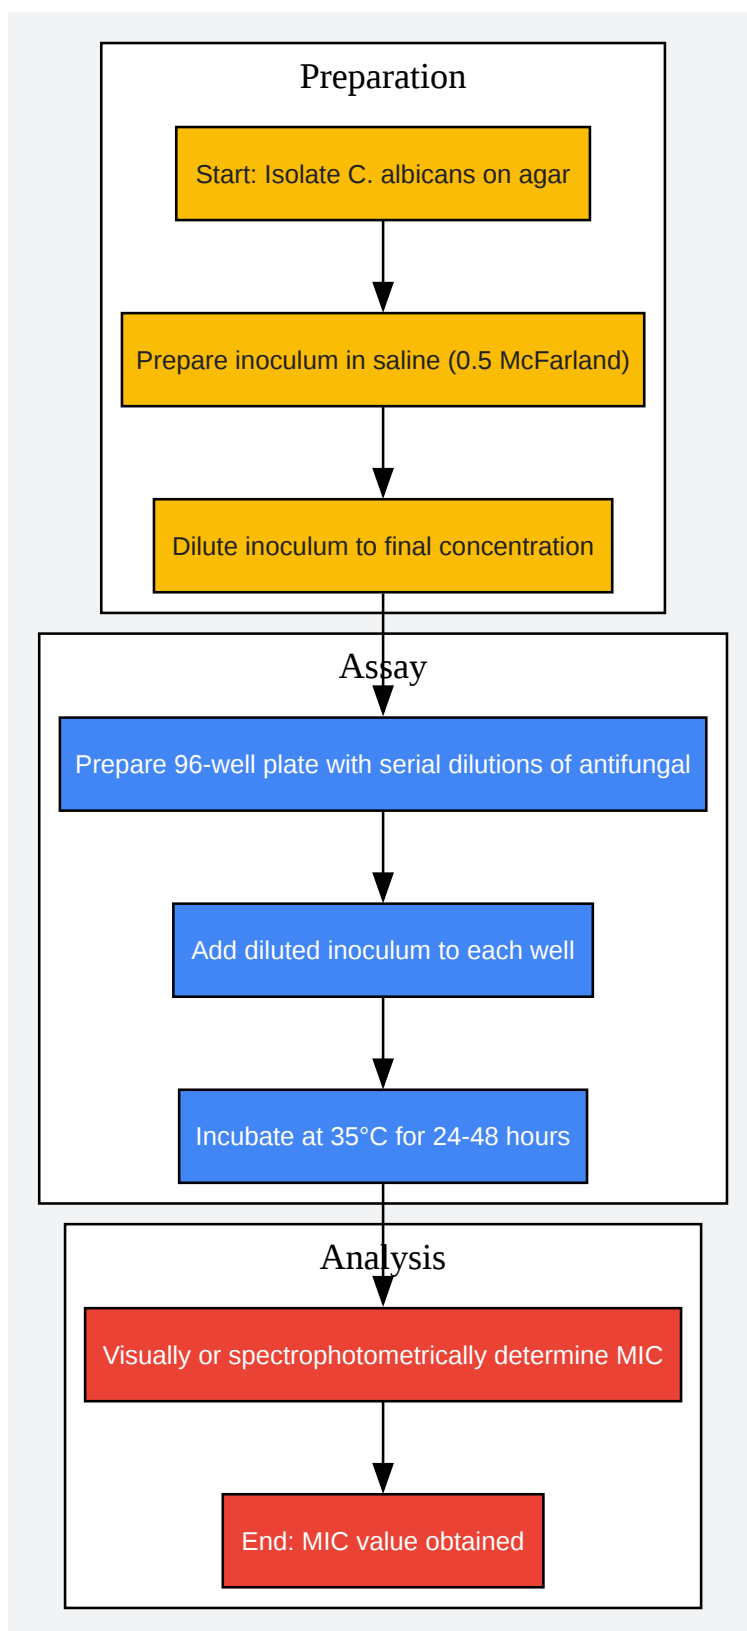 Preparation
Start: Isolate C. albicans on agar
Prepare inoculum in saline (0.5 McFarland)
Dilute inoculum to final concentration
Assay
Prepare 96-well plate with serial dilutions of antifungal
Add diluted inoculum to each well
Incubate at 35°C for 24-48 hours
Analysis
Visually or spectrophotometrically determine MIC
End: MIC value obtained